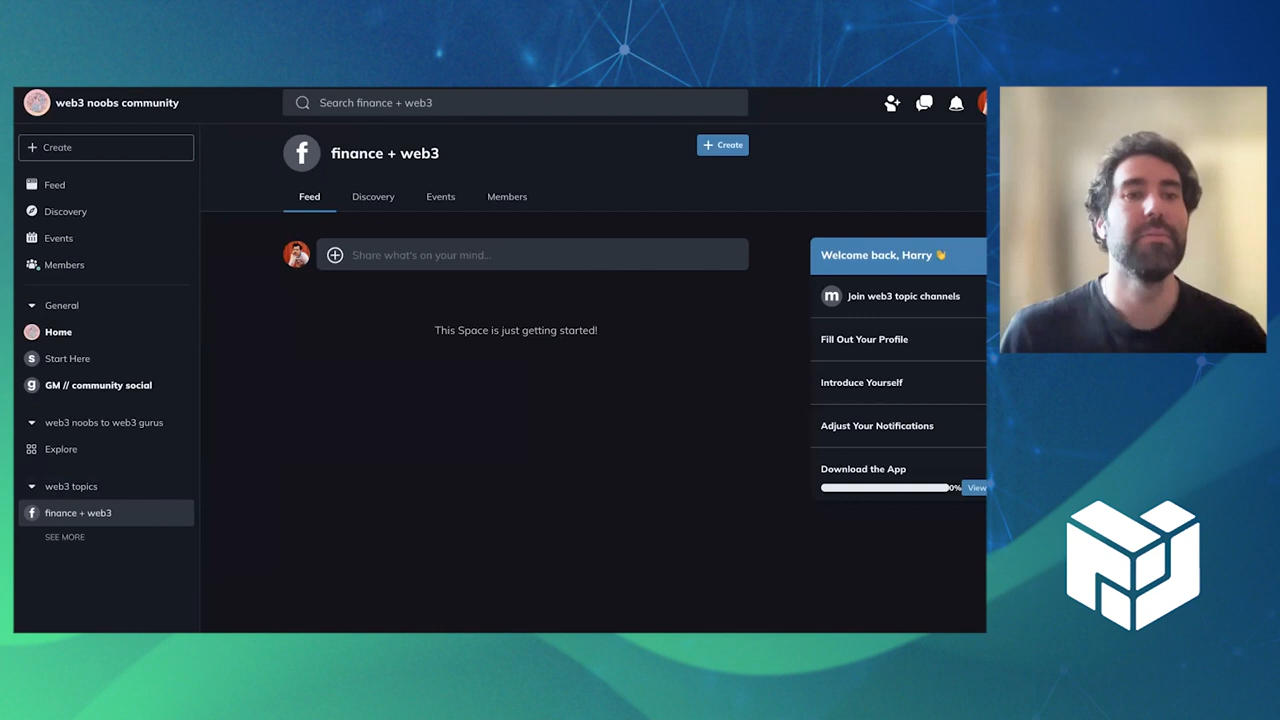 web3 noobs community
Search finance + web3
Create
f
finance + web3
Create
Feed
Feed
Discovery
Events
Members
Discovery
Events
Members
Share what's on your mind...
Welcome back, Harry 👋
m Join web3 topic channels
General
Home
This Space is just getting started!
Fill Out Your Profile
s Start Here
g GM // community social
Introduce Yourself
web3 noobs to web3 gurus
Adjust Your Notifications
Explore
Download the App
web3 topics
0% View
f finance + web3
SEE MORE